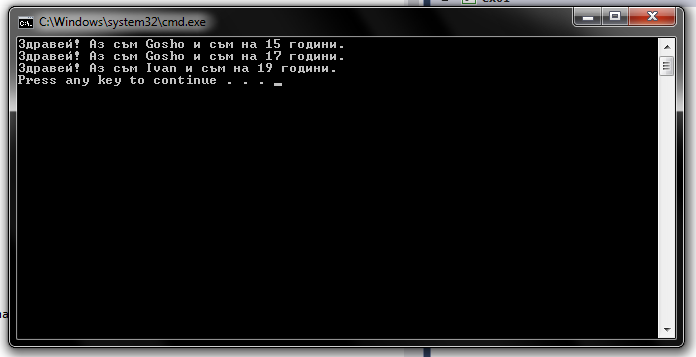 Ex01
C:\Windows\system32\cmd.exe
Здравей! Аз съм Gosho и съм на 15 години.
Здравей! Аз съм Gosho и съм на 17 години.
Здравей! Аз съм Ivan и съм на 19 години.
Press any key to continue . . .